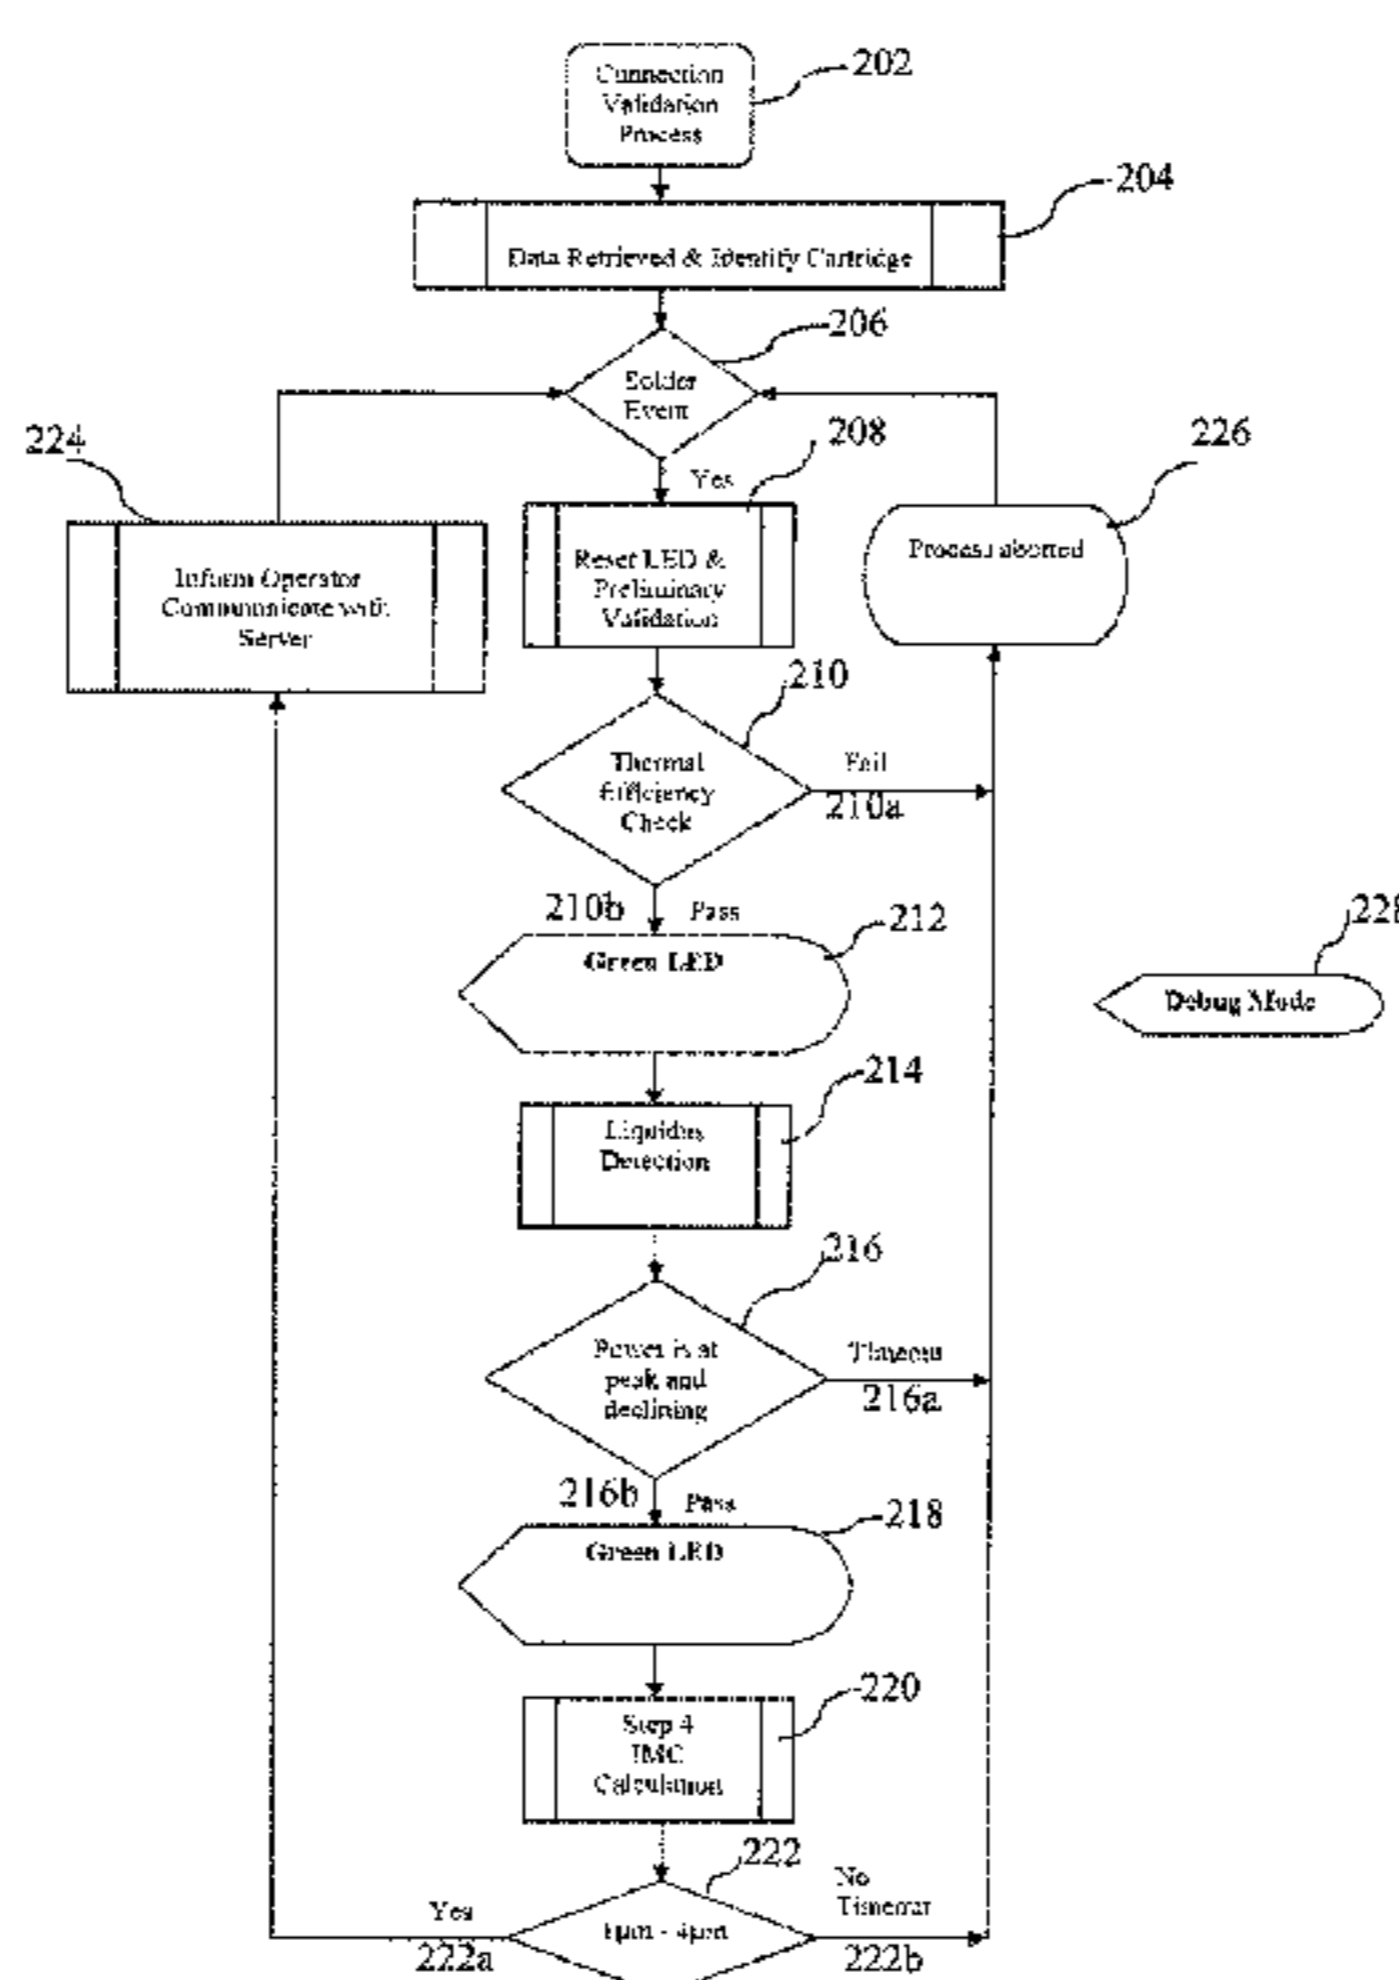 Connection
Validation
Process
202
204
Data Retrieved & Identify Cartridge
206
Solder
Event
224
208
226
Yes
Inform Operator
Communicate with
Server
Reset LED &
Preliminary
Validation
Process aborted
210
Thermal
Efficiency
Check
Fail
210a
210b
Pass
212
Green LED
228
Debug Mode
214
Liquidus
Detection
216
Power is at
peak and
declining
Timeout
216a
216b
Pass
218
Green LED
220
Step 4
IMC
Calculation
222
No
Timeout
Yes
1µm - 4µm
222a
222b